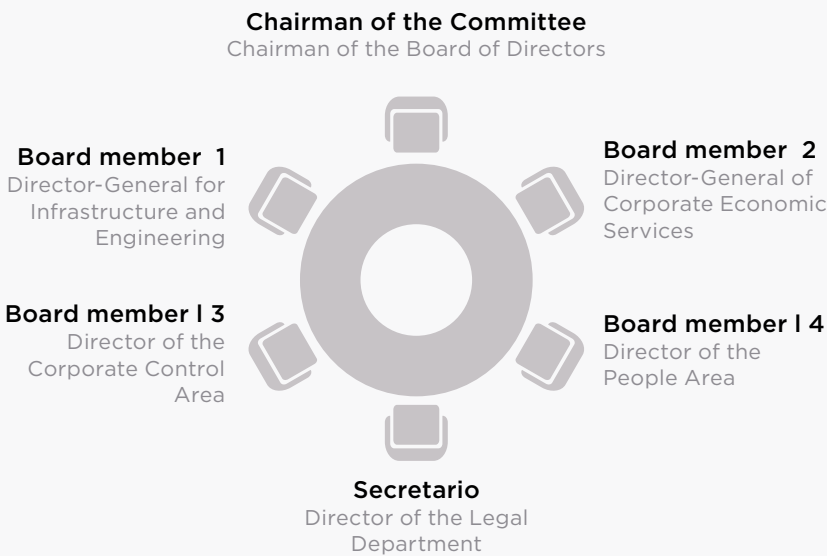 Chairman of the Committee
Chairman of the Board of Directors
Board member 1
Director-General for
Infrastructure and
Engineering
Board member 2
Director-General of
Corporate Economic
Services
Board member l 3
Director of the
Corporate Control
Area
Board member l 4
Director of the
People Area
Secretario
Director of the Legal
Department